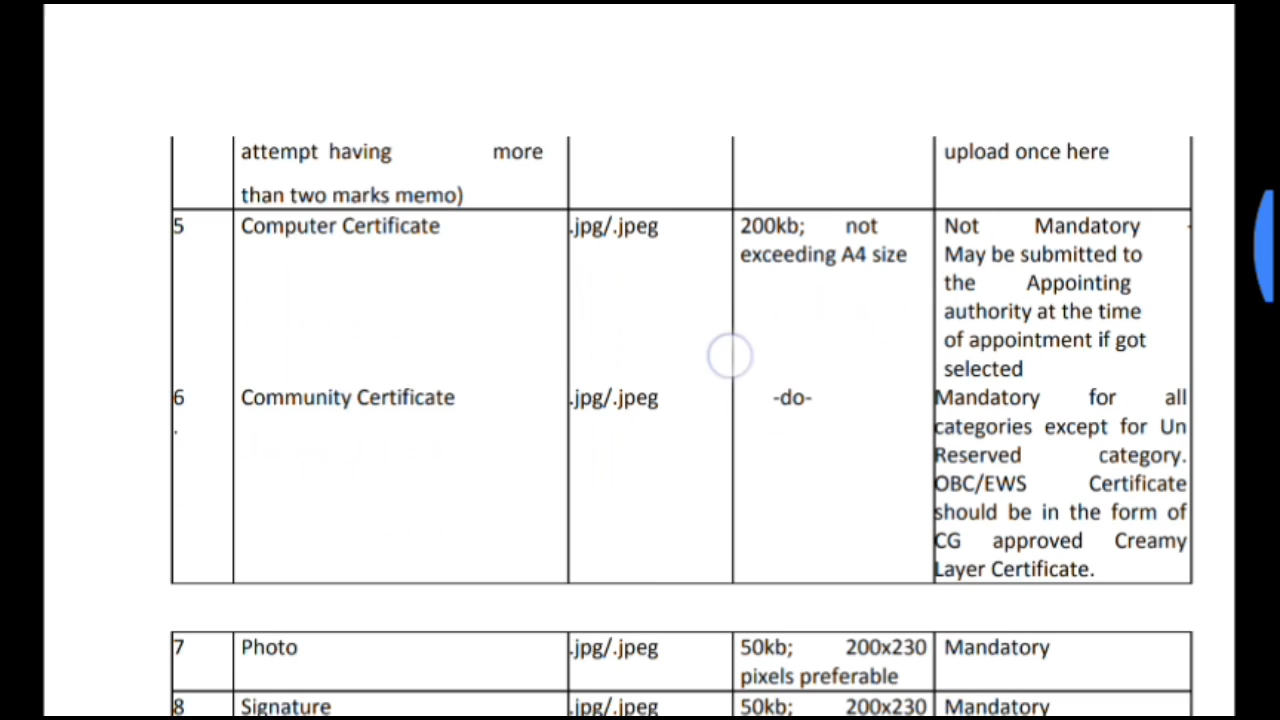 attempt having more upload once here
than two marks memo)
5 Computer Certificate .jpg/.jpeg 200kb; not Not Mandatory
exceeding A4 size May be submitted to
the Appointing
authority at the time
of appointment if got
selected
6 Community Certificate .jpg/.jpeg -do- Mandatory for all
. categories except for Un
Reserved category.
OBC/EWS Certificate
should be in the form of
CG approved Creamy
Layer Certificate.
7 Photo .jpg/.jpeg 50kb; 200x230 Mandatory
pixels preferable
8 Signature .jpg/.jpeg 50kb; 200x230 Mandatory